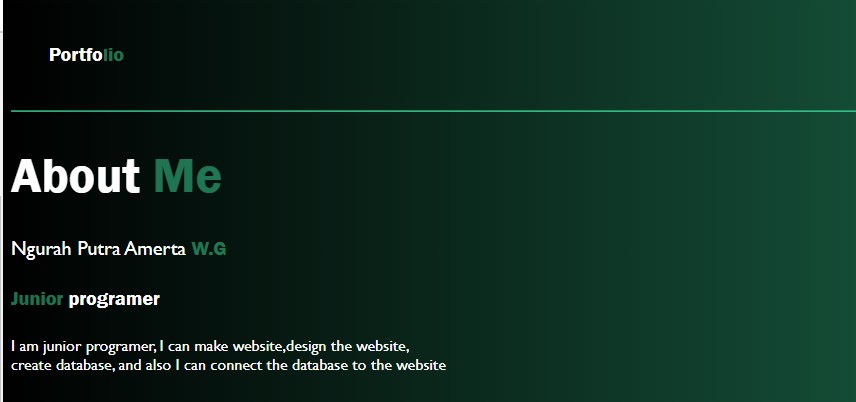 Portfolio
About Me
Ngurah Putra Amerta W.G
Junior programer
I am junior programer, I can make website,design the website,
create database, and also I can connect the database to the website